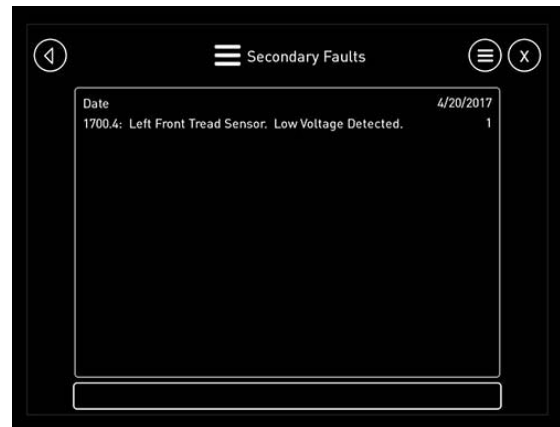 Secondary Faults
X
Date 4/20/2017
1700.4: Left Front Tread Sensor. Low Voltage Detected. 1